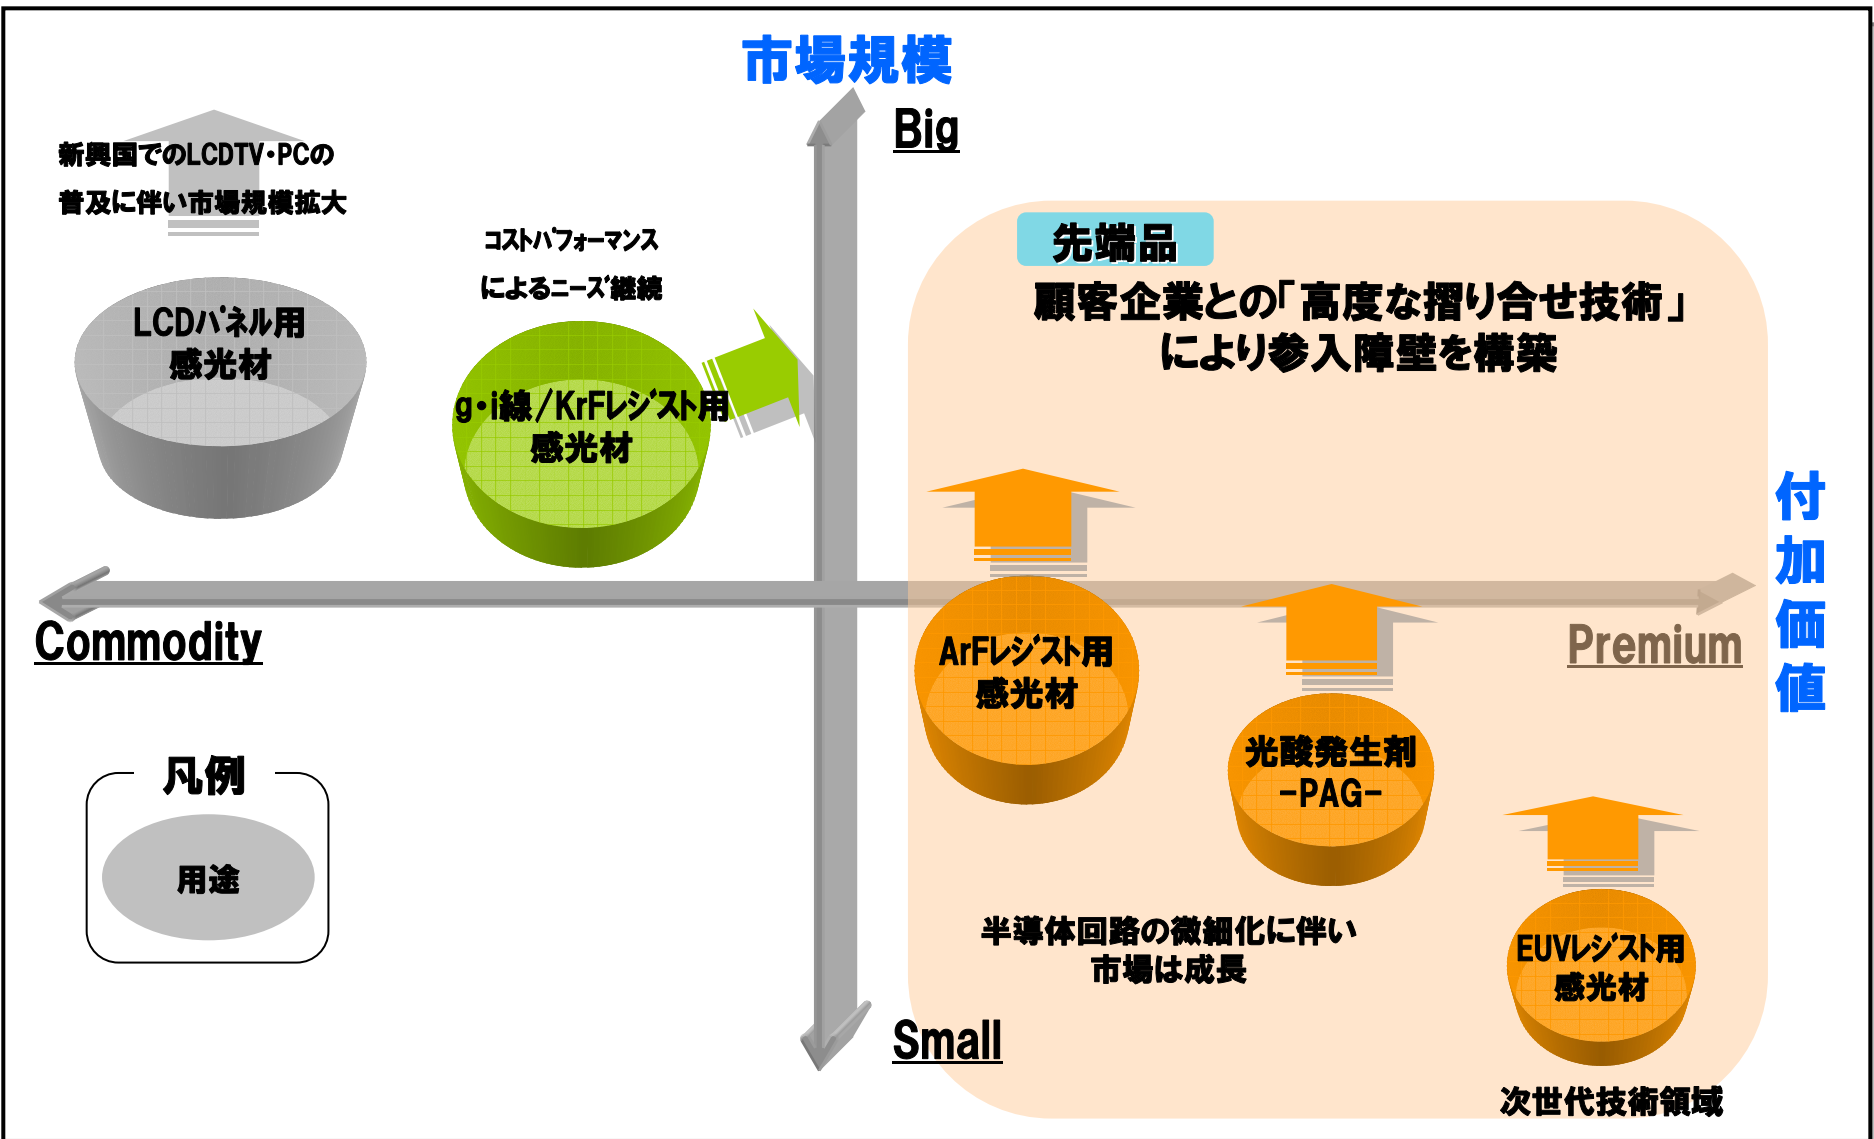 市場規模
Big
新興国でのLCDTV・PCの
普及に伴い市場規模拡大
コストパフォーマンス
によるニーズ継続
先端品
顧客企業との「高度な摺り合せ技術」
により参入障壁を構築
LCDパネル用
感光材
g・i線/KrFレジスト用
感光材
付加価値
Commodity
Premium
ArFレジスト用
感光材
光酸発生剤
-PAG-
凡例
用途
半導体回路の微細化に伴い
市場は成長
EUVレジスト用
感光材
Small
次世代技術領域